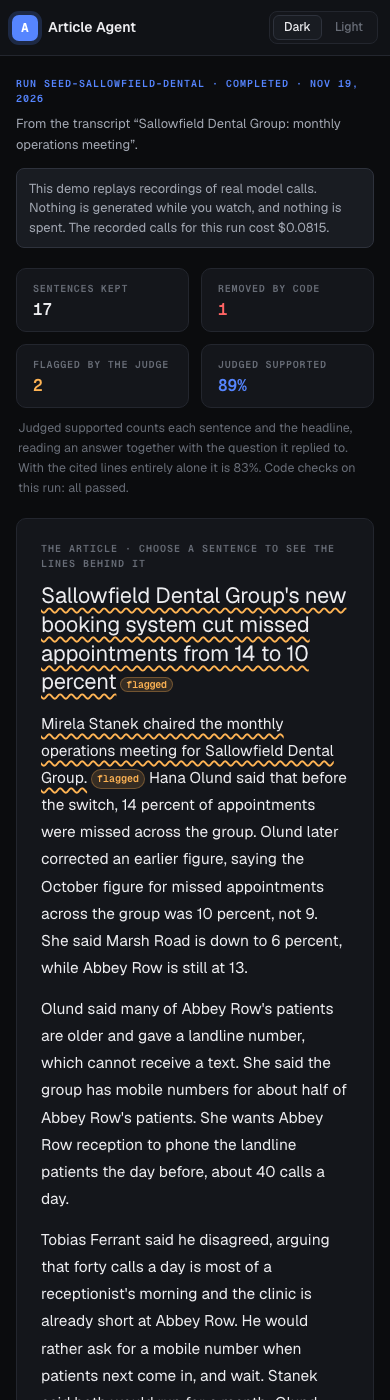 A Article Agent Dark Light
RUN SEED-SALLOWFIELD-DENTAL · COMPLETED · NOV 19,
2026
From the transcript “Sallowfield Dental Group: monthly
operations meeting”.
This demo replays recordings of real model calls.
Nothing is generated while you watch, and nothing is
spent. The recorded calls for this run cost $0.0815.
SENTENCES KEPT
17
REMOVED BY CODE
1
FLAGGED BY THE JUDGE
2
JUDGED SUPPORTED
89%
Judged supported counts each sentence and the headline,
reading an answer together with the question it replied to.
With the cited lines entirely alone it is 83%. Code checks on
this run: all passed.
THE ARTICLE · CHOOSE A SENTENCE TO SEE THE
LINES BEHIND IT
Sallowfield Dental Group's new
booking system cut missed
appointments from 14 to 10
percent flagged
Mirela Stanek chaired the monthly
operations meeting for Sallowfield Dental
Group. flagged Hana Olund said that before
the switch, 14 percent of appointments
were missed across the group. Olund later
corrected an earlier figure, saying the
October figure for missed appointments
across the group was 10 percent, not 9.
She said Marsh Road is down to 6 percent,
while Abbey Row is still at 13.
Olund said many of Abbey Row's patients
are older and gave a landline number,
which cannot receive a text. She said the
group has mobile numbers for about half of
Abbey Row's patients. She wants Abbey
Row reception to phone the landline
patients the day before, about 40 calls a
day.
Tobias Ferrant said he disagreed, arguing
that forty calls a day is most of a
receptionist's morning and the clinic is
already short at Abbey Row. He would
rather ask for a mobile number when
patients next come in, and wait. Stanek